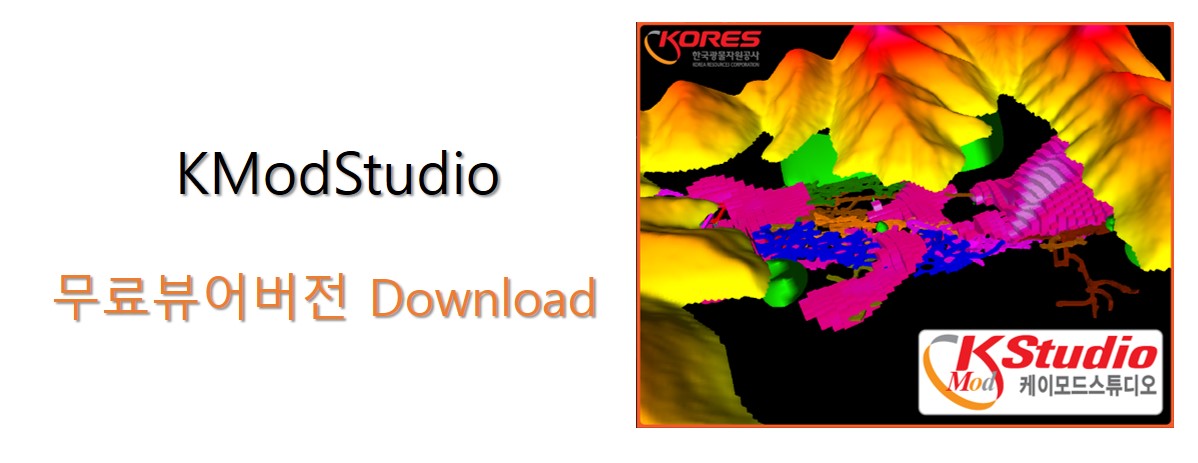 KModStudio
무료뷰어버전 Download
KORES
한국광물자원공사
KOREA RESOURCES CORPORATION
KStudio
Mod 케이모드스튜디오